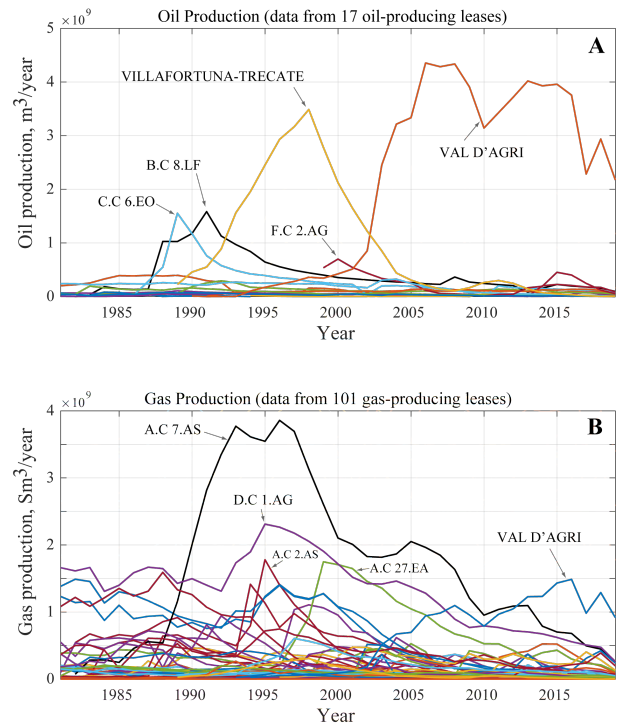 Oil Production (data from 17 oil-producing leases)
×10⁹
5
A
VILLAFORTUNA-TRECATE
4
B.C 8.LF
VAL D'AGRI
3
C.C 6.EO
2
F.C 2.AG
1
0
Oil production, m³/year
1985 1990 1995 2000 2005 2010 2015
Year
Gas Production (data from 101 gas-producing leases)
×10⁹
4
B
A.C 7.AS
3
D.C 1.AG
VAL D'AGRI
A.C 2.AS
A.C 27.EA
2
1
0
Gas production, Sm³/year
1985 1990 1995 2000 2005 2010 2015
Year